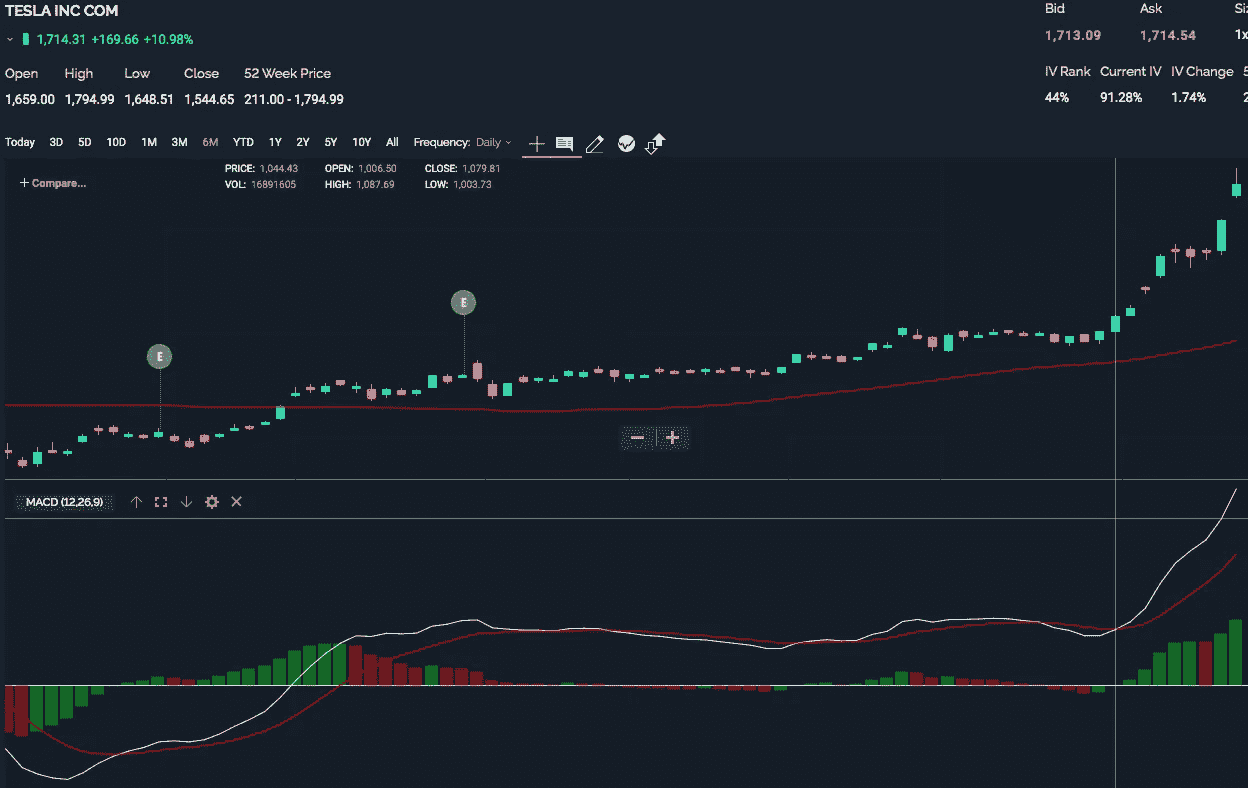 TESLA INC COM
Bid Ask
1,714.31 +169.66 +10.98%
1,713.09 1,714.54 1x
Open High Low Close 52 Week Price
IV Rank Current IV IV Change
1,659.00 1,794.99 1,648.51 1,544.65 211.00 - 1,794.99
44% 91.28% 1.74%
Today 3D 5D 10D 1M 3M 6M YTD 1Y 2Y 5Y 10Y All Frequency: Daily
PRICE: 1,044.43 OPEN: 1,006.50 CLOSE: 1,079.81
+ Compare...
VOL: 16891605 HIGH: 1,087.69 LOW: 1,003.73
E
E
MACD (12,26,9)